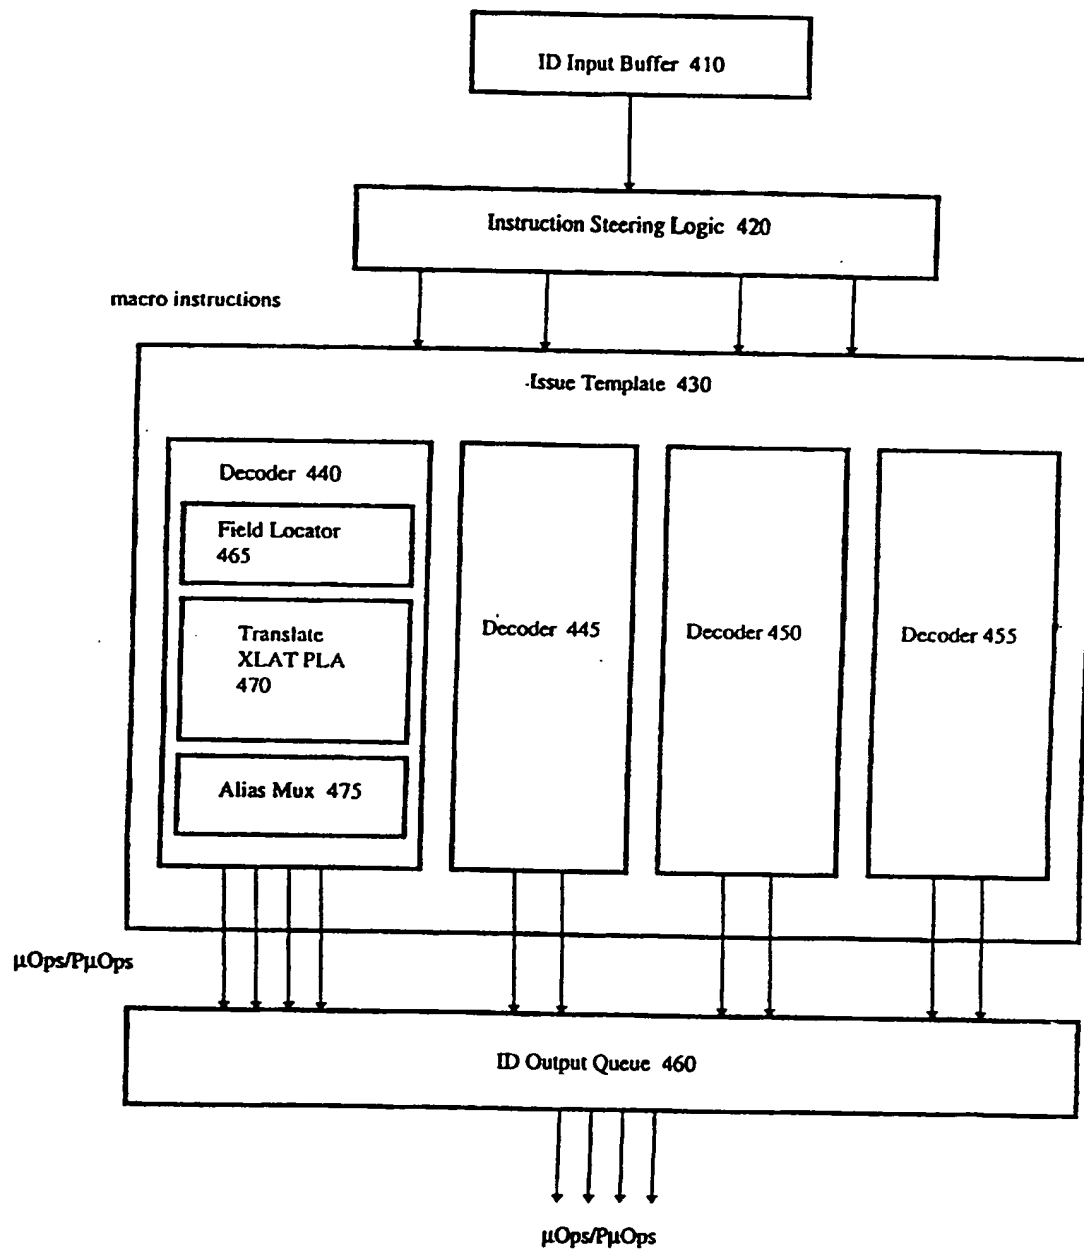 ID Input Buffer 410
Instruction Steering Logic 420
macro instructions
Issue Template 430
Decoder 440
Field Locator
465
Translate
XLAT PLA
470
Alias Mux 475
Decoder 445
Decoder 450
Decoder 455
µOps/PµOps
ID Output Queue 460
µOps/PµOps